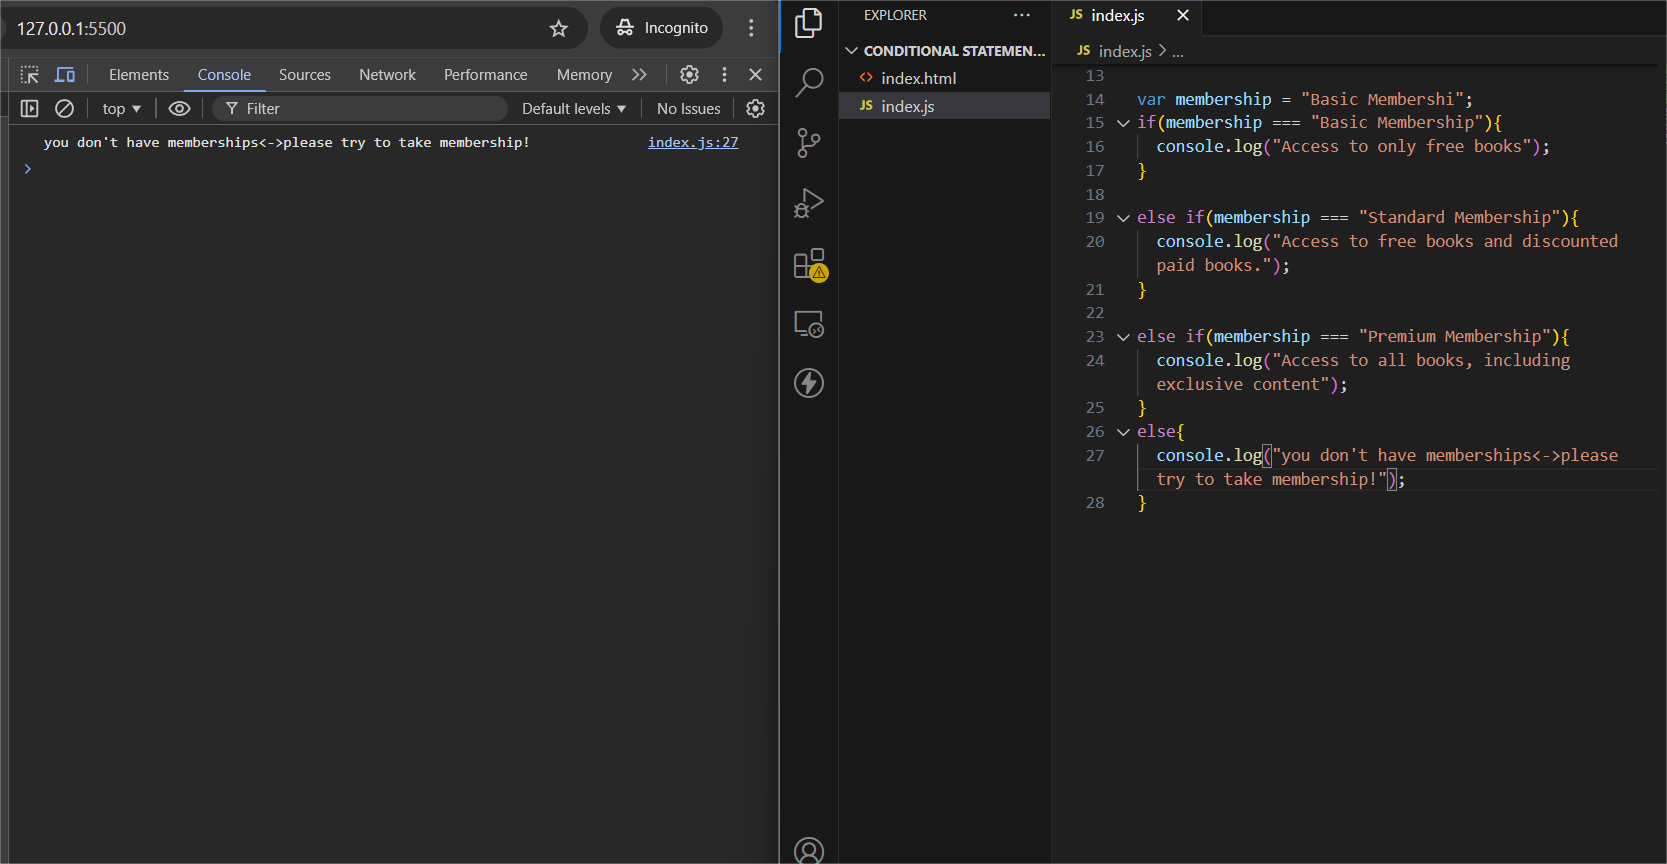 127.0.0.1:5500
Incognito
Elements Console Sources Network Performance Memory
top Filter Default levels No Issues
you don't have memberships<->please try to take membership! index.js:27
EXPLORER
CONDITIONAL STATEMEN...
index.html
JS index.js
JS index.js
JS index.js > ...
13
14 var membership = "Basic Membershi";
15 if(membership === "Basic Membership"){
16 console.log("Access to only free books");
17 }
18
19 else if(membership === "Standard Membership"){
20 console.log("Access to free books and discounted
paid books.");
21 }
22
23 else if(membership === "Premium Membership"){
24 console.log("Access to all books, including
exclusive content");
25 }
26 else{
27 console.log("you don't have memberships<->please
try to take membership!");
28 }